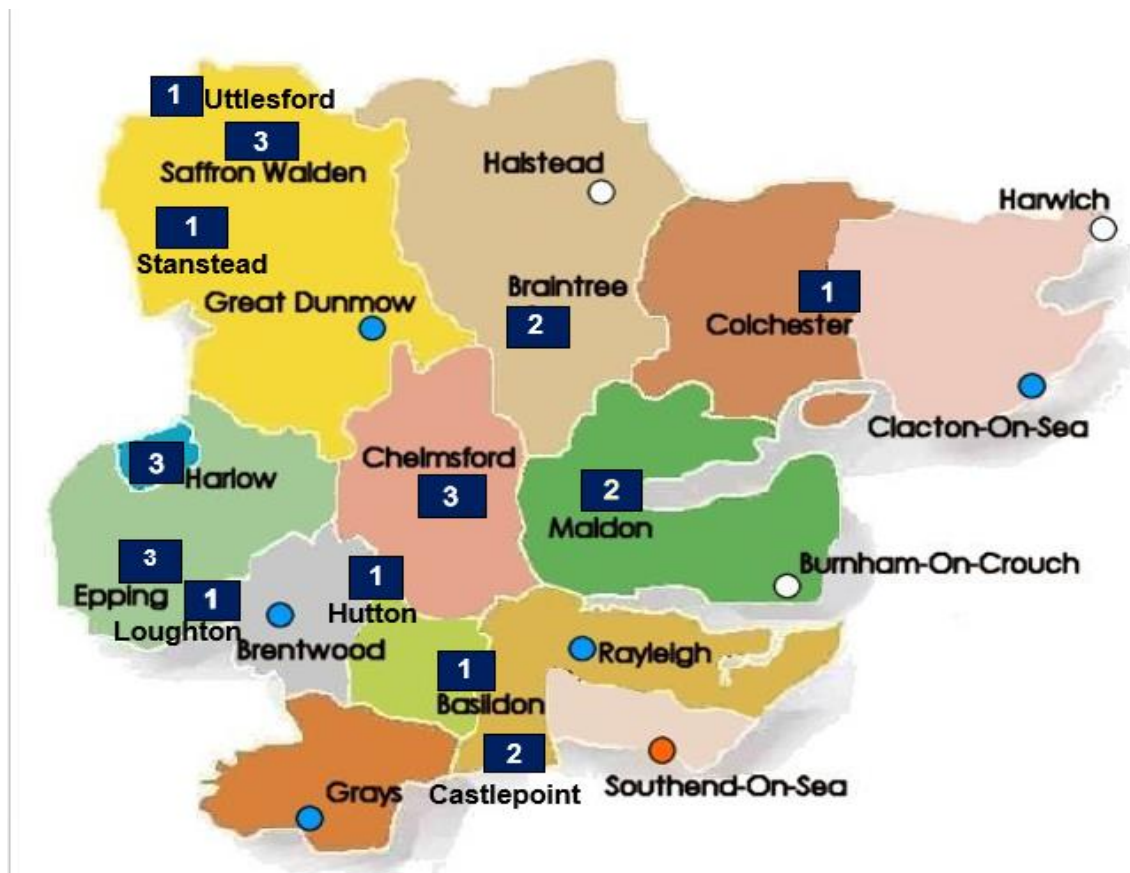 1 Uttlesford
3
Saffron Walden
Halstead
Harwich
1
Stanstead
Great Dunmow
Braintree
2
1
Colchester
Clacton-On-Sea
3
Harlow
Chelmsford
3
2
Maldon
3
Epping
1
Loughton
1
Hutton
Brentwood
Burnham-On-Crouch
Rayleigh
1
Basildon
2
Castlepoint
Southend-On-Sea
Grays